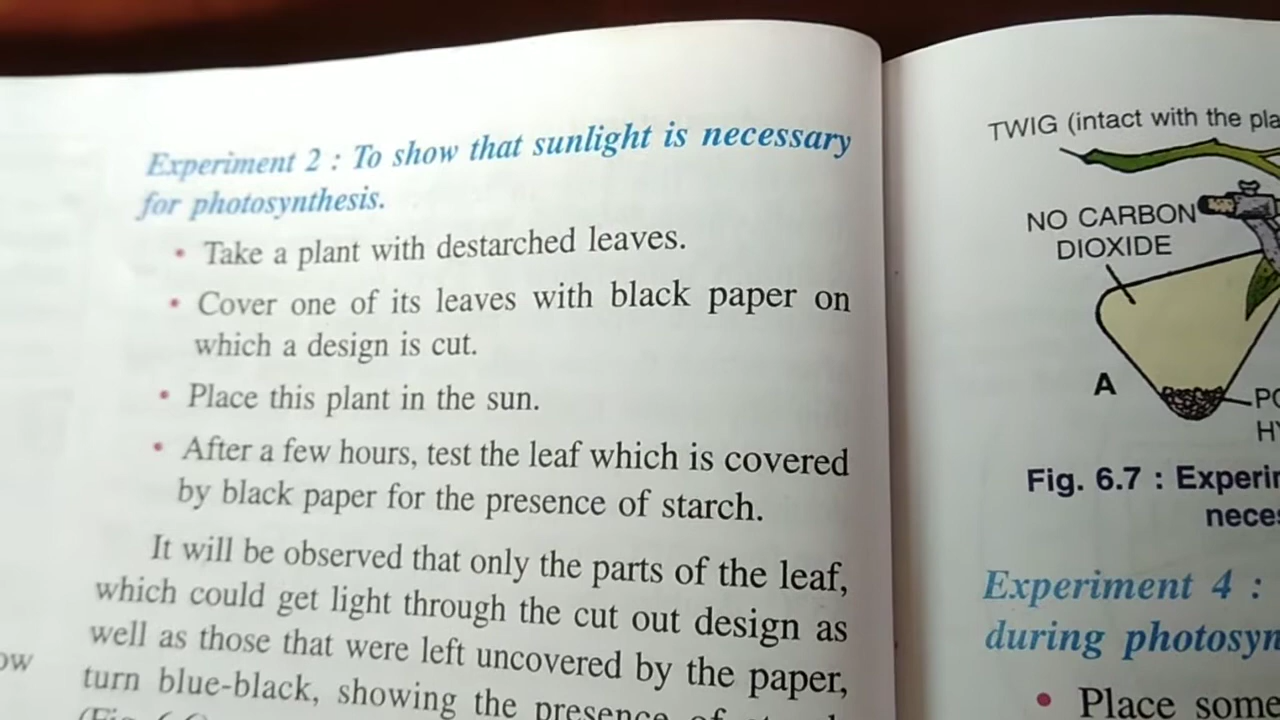 Experiment 2 : To show that sunlight is necessary
for photosynthesis.
• Take a plant with destarched leaves.
• Cover one of its leaves with black paper on
which a design is cut.
• Place this plant in the sun.
• After a few hours, test the leaf which is covered
by black paper for the presence of starch.
It will be observed that only the parts of the leaf,
which could get light through the cut out design as
well as those that were left uncovered by the paper,
turn blue-black, showing the presence of
TWIG (intact with the
NO CARBON
DIOXIDE
A
Fig. 6.7 :
Experiment 4 :
during
• Place some